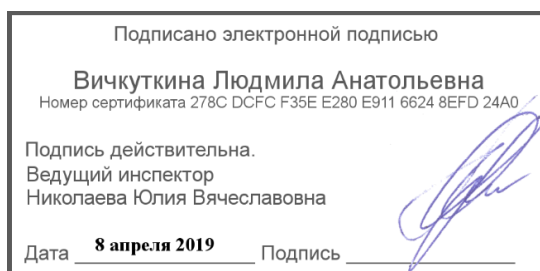 Подписано электронной подписью
Вичкуткина Людмила Анатольевна
Номер сертификата 278C DCFC F35E E280 E911 6624 8EFD 24A0
Подпись действительна.
Ведущий инспектор
Николаева Юлия Вячеславовна
Дата 8 апреля 2019 Подпись